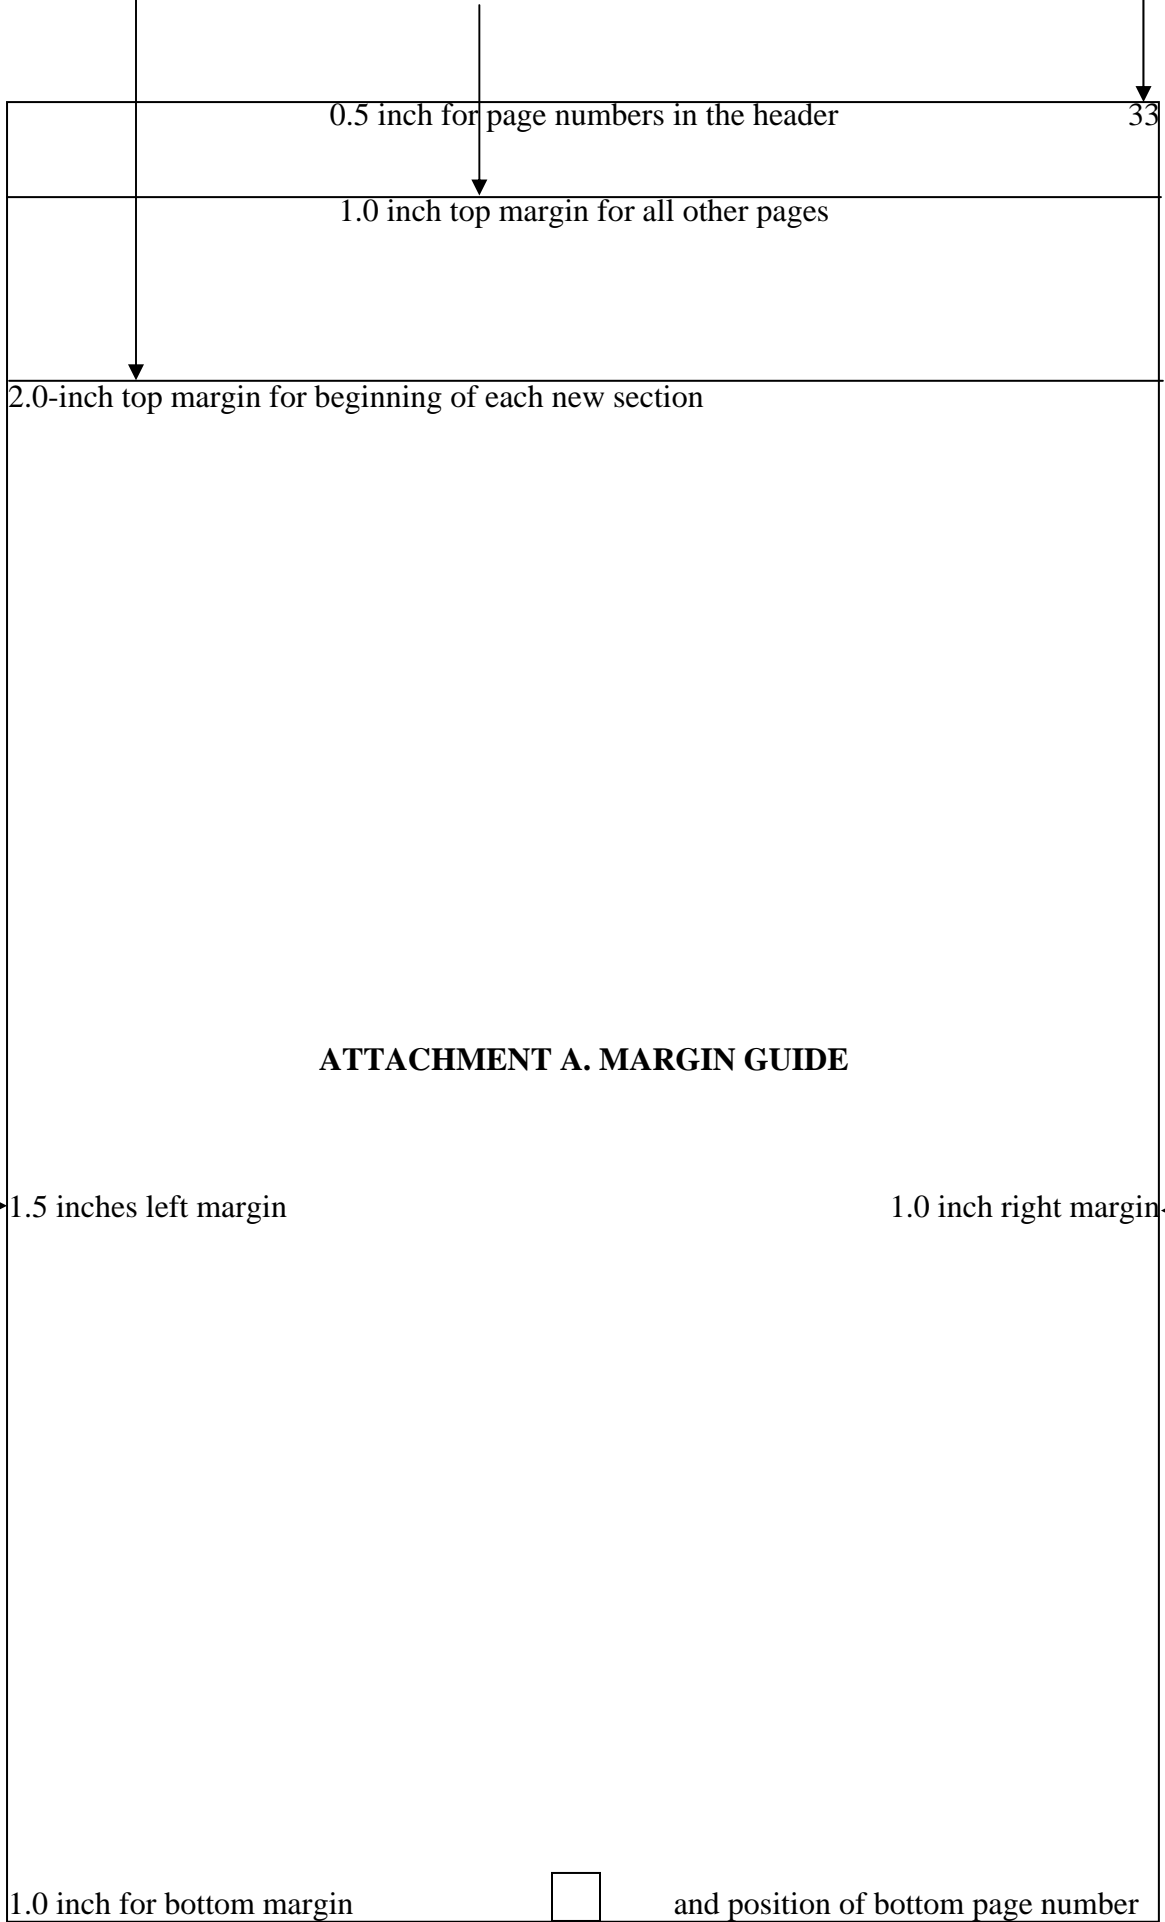 0.5 inch for page numbers in the header 33
1.0 inch top margin for all other pages
2.0-inch top margin for beginning of each new section
ATTACHMENT A. MARGIN GUIDE
1.5 inches left margin 1.0 inch right margin
1.0 inch for bottom margin and position of bottom page number